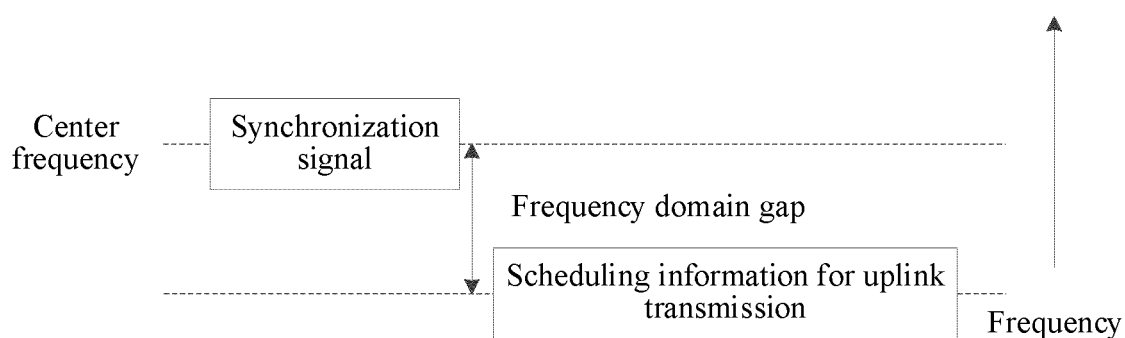 Center
frequency
Synchronization
signal
Frequency domain gap
Scheduling information for uplink
transmission
Frequency